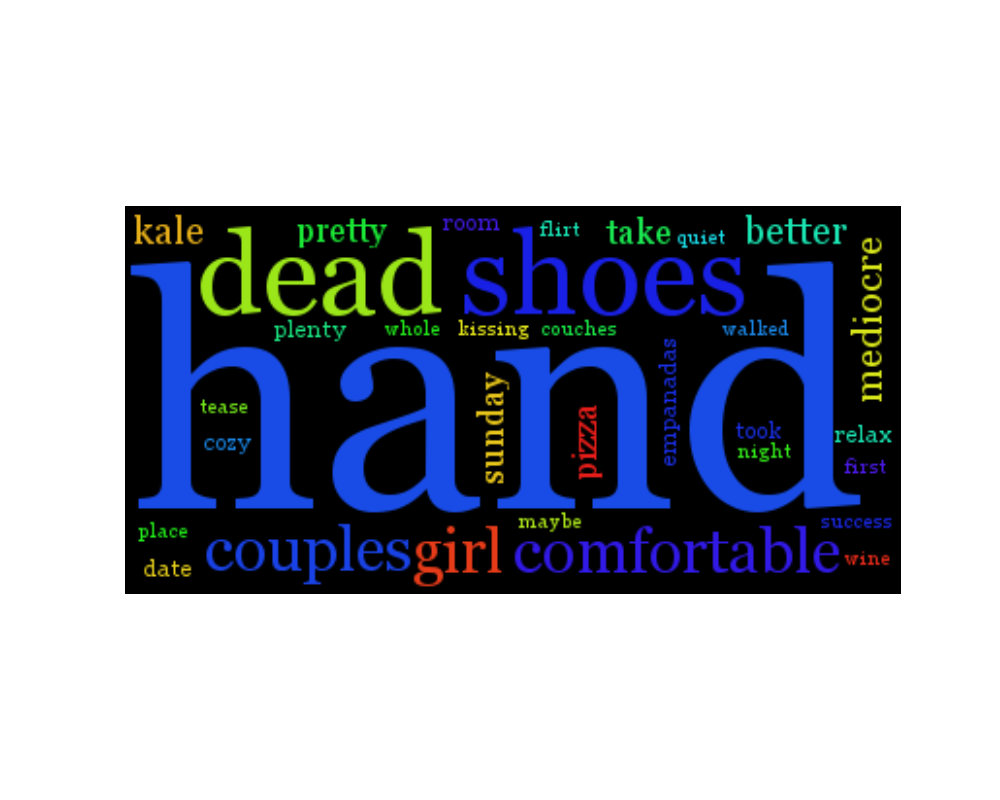 kale pretty room flirt take quiet better
dead shoes
mediocre
plenty whole kissing couches walked
hand
sunday
pizza
empanadas
tease
cozy
took
night
relax
first
place
maybe
success
date
couples girl comfortable wine